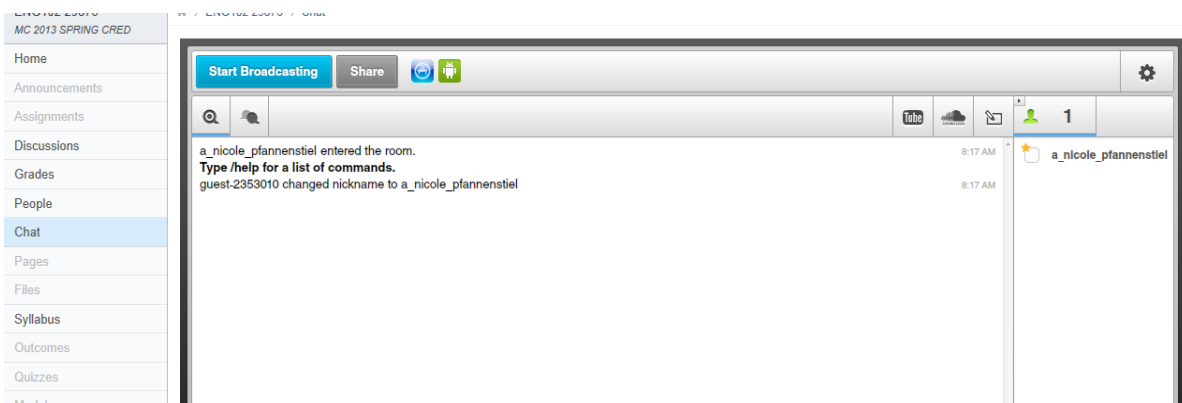 MC 2013 SPRING CRED
Home
Announcements
Assignments
Discussions
Grades
People
Chat
Pages
Files
Syllabus
Outcomes
Quizzes
Start Broadcasting
Share
Tube
1
a_nicole_pfannenstiel entered the room. 8:17 AM
Type /help for a list of commands.
guest-2353010 changed nickname to a_nicole_pfannenstiel 8:17 AM
a_nicole_pfannenstiel